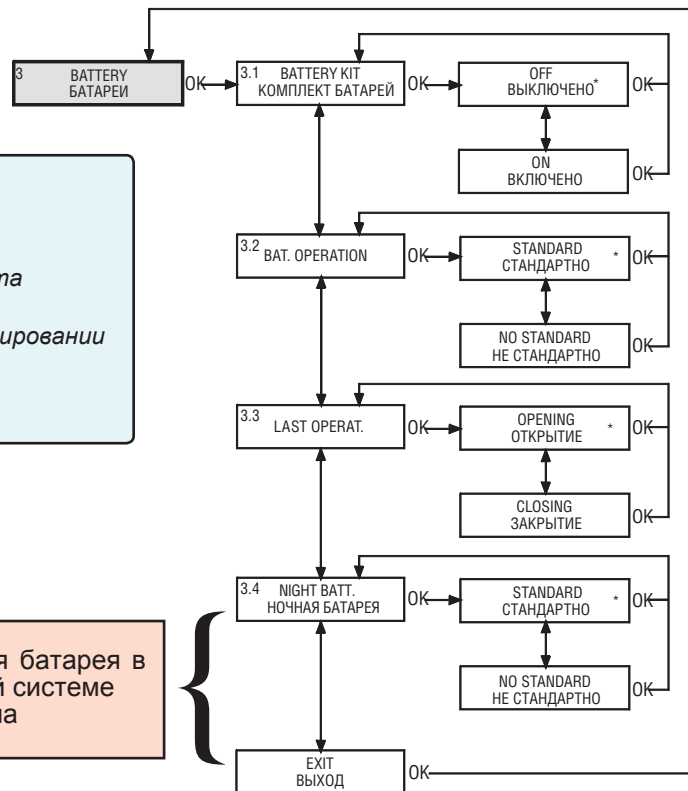 3 BATTERY
БАТАРЕИ
OK
3.1 BATTERY KIT
КОМПЛЕКТ БАТАРЕЙ
OK
OFF
ВЫКЛЮЧЕНО*
OK
ON
ВКЛЮЧЕНО
OK
3.2 BAT. OPERATION
OK
STANDARD
СТАНДАРТНО *
OK
NO STANDARD
НЕ СТАНДАРТНО
OK
3.3 LAST OPERAT.
OK
OPENING
ОТКРЫТИЕ *
OK
CLOSING
ЗАКРЫТИЕ
OK
3.4 NIGHT BATT.
НОЧНАЯ БАТАРЕЯ
OK
STANDARD
СТАНДАРТНО *
OK
NO STANDARD
НЕ СТАНДАРТНО
OK
EXIT
ВЫХОД
OK
та
ировании
я батарея в
й системе
на